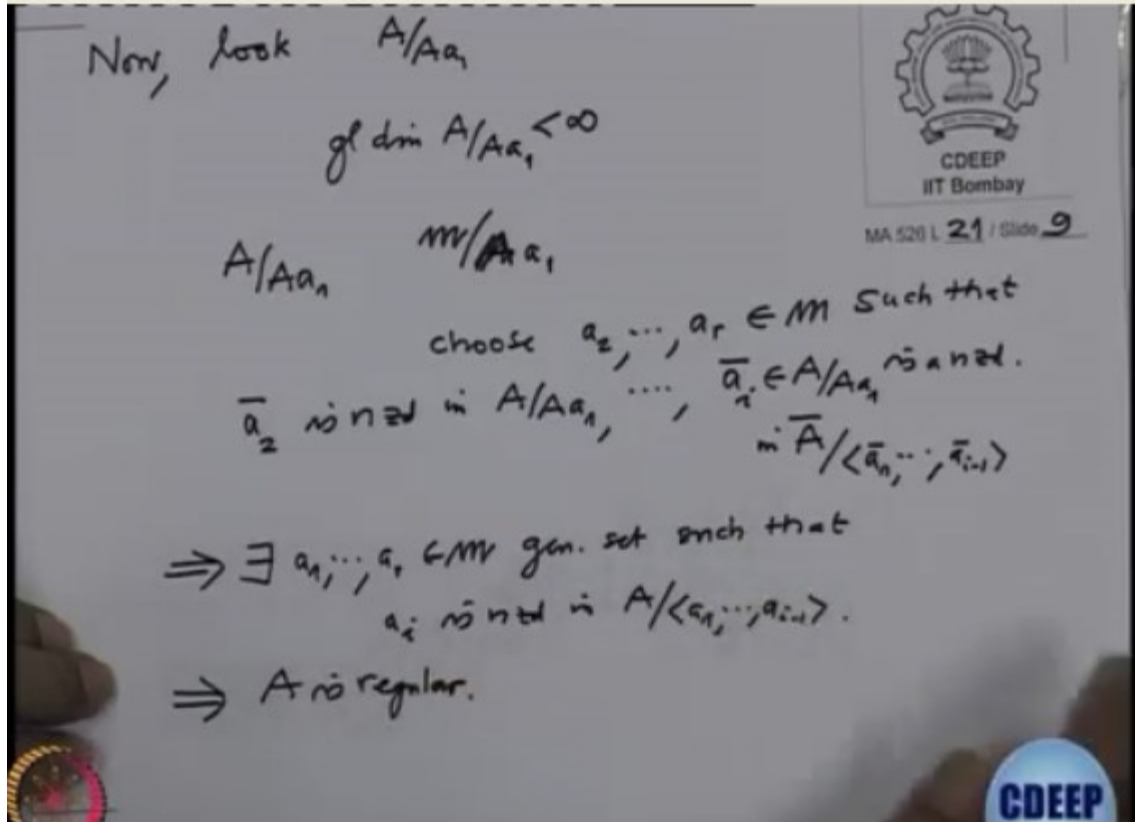 Now, look A/Aa₁
gl dim A/Aa₁ < ∞
A/Aa₁ m/Aa₁
choose a₂, ..., aᵣ ∈ m such that
ā₂ is nzd in A/Aa₁, ...., āᵢ ∈ A/Aa₁ is a nzd.
in Ā/<ā₁, ..., āᵢ₋₁>
⇒ ∃ a₁, ..., aᵣ ∈ m gen. set such that
aᵢ is nzd in A/<a₁, ..., aᵢ₋₁>.
⇒ A is regular.
CDEEP
IIT Bombay
MA 526 L 21 / Slide 9
CDEEP